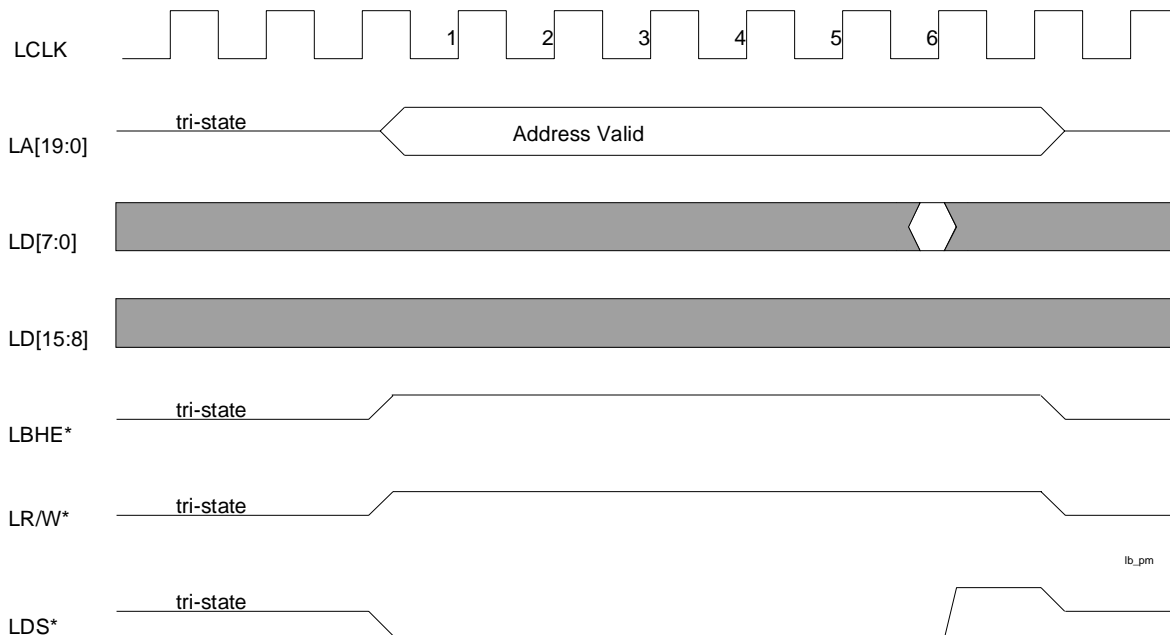 LCLK
1 2 3 4 5 6
tri-state
LA[19:0]
Address Valid
LD[7:0]
LD[15:8]
tri-state
LBHE*
tri-state
LR/W*
lb_pm
tri-state
LDS*